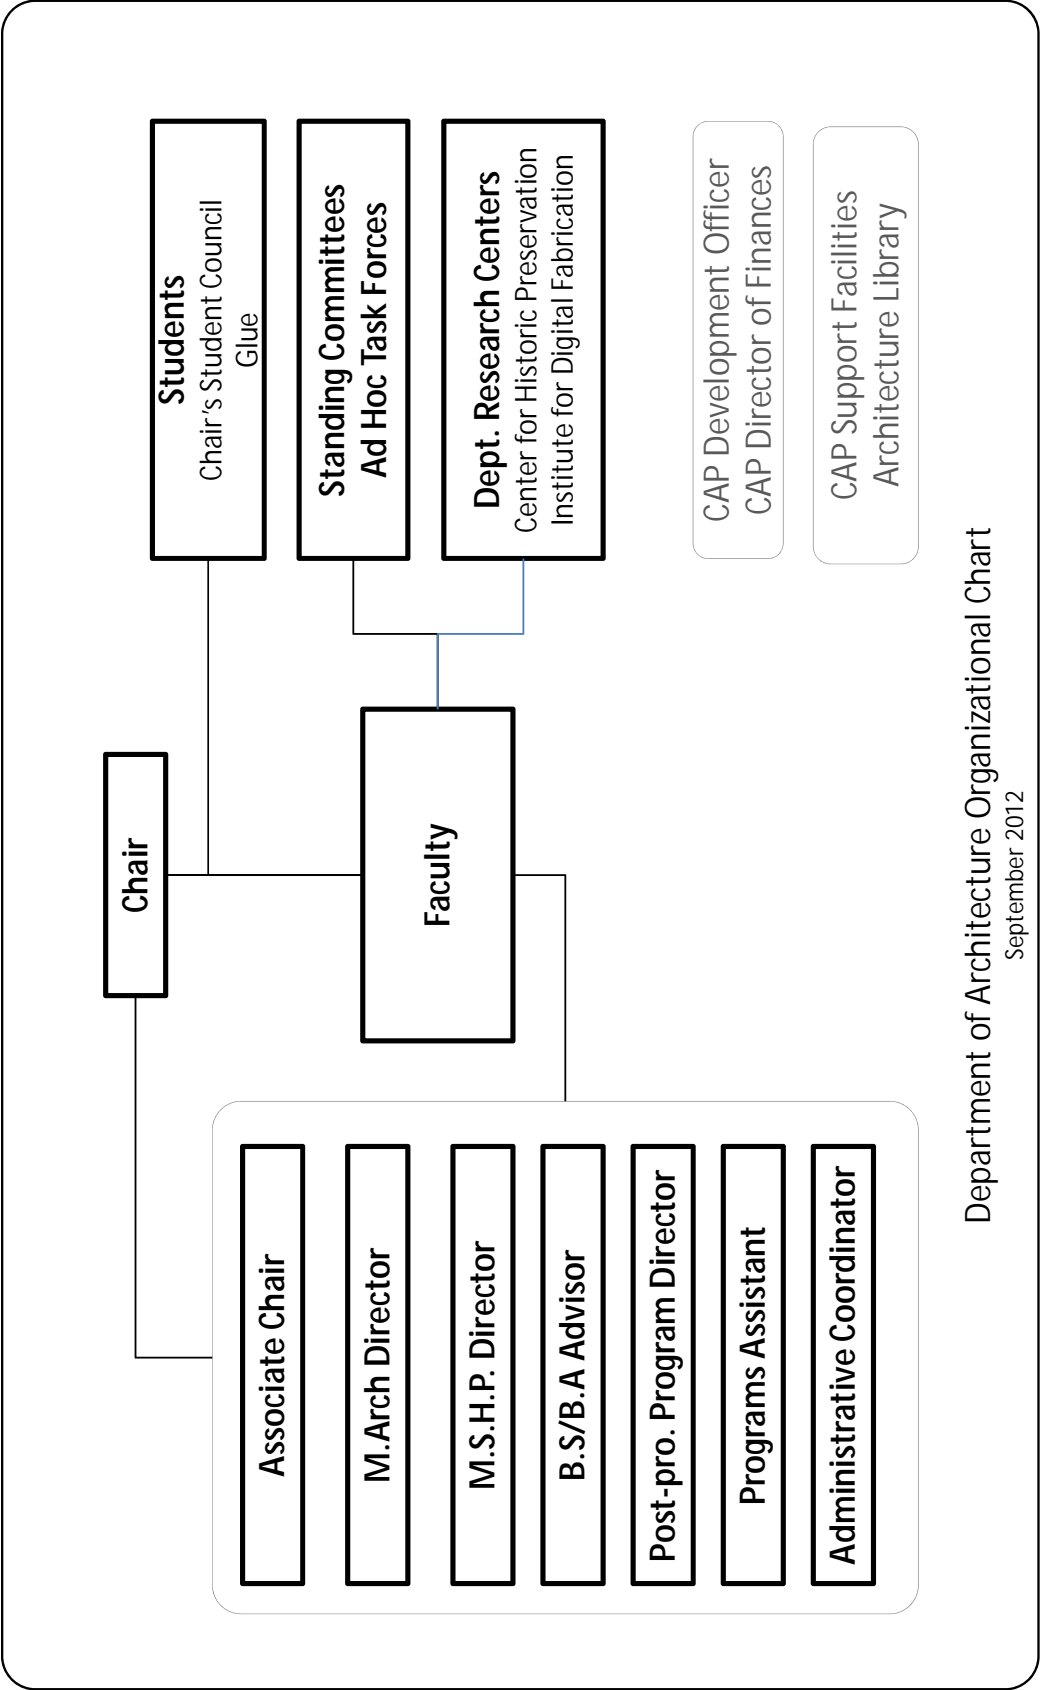 Chair
Associate Chair
M.Arch Director
M.S.H.P. Director
B.S/B.A Advisor
Post-pro. Program Director
Programs Assistant
Administrative Coordinator
Faculty
Students
Chair's Student Council
Glue
Standing Committees
Ad Hoc Task Forces
Dept. Research Centers
Center for Historic Preservation
Institute for Digital Fabrication
CAP Development Officer
CAP Director of Finances
CAP Support Facilities
Architecture Library
Department of Architecture Organizational Chart
September 2012